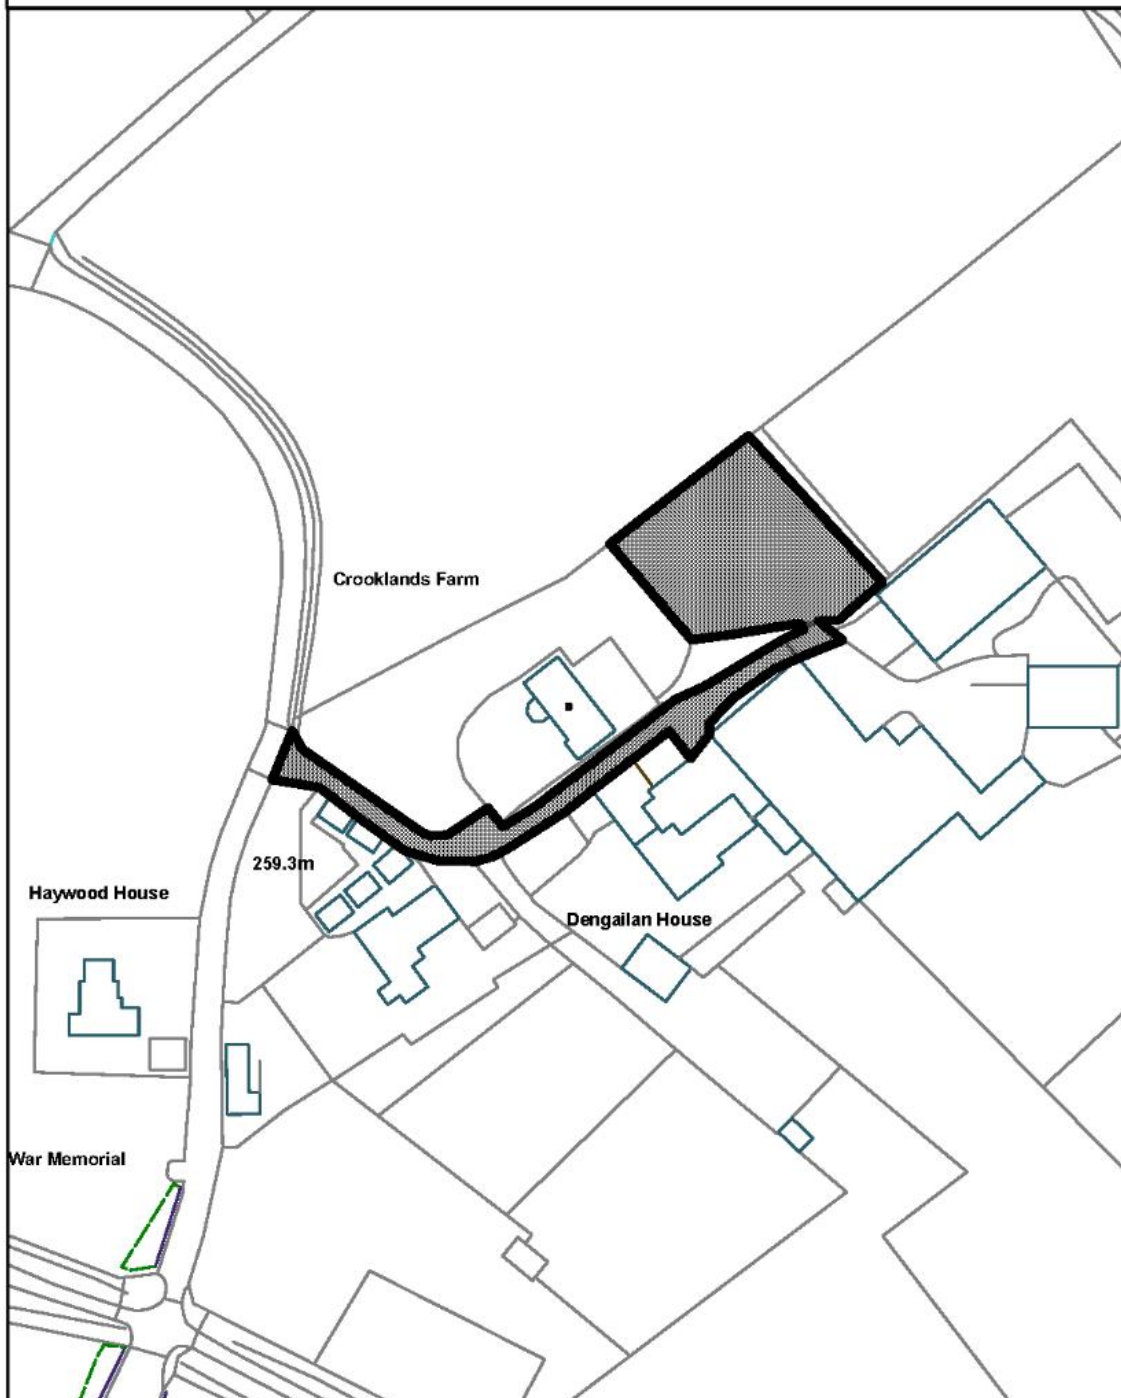 Crooklands Farm
259.3m
Haywood House
Dengailan House
War Memorial